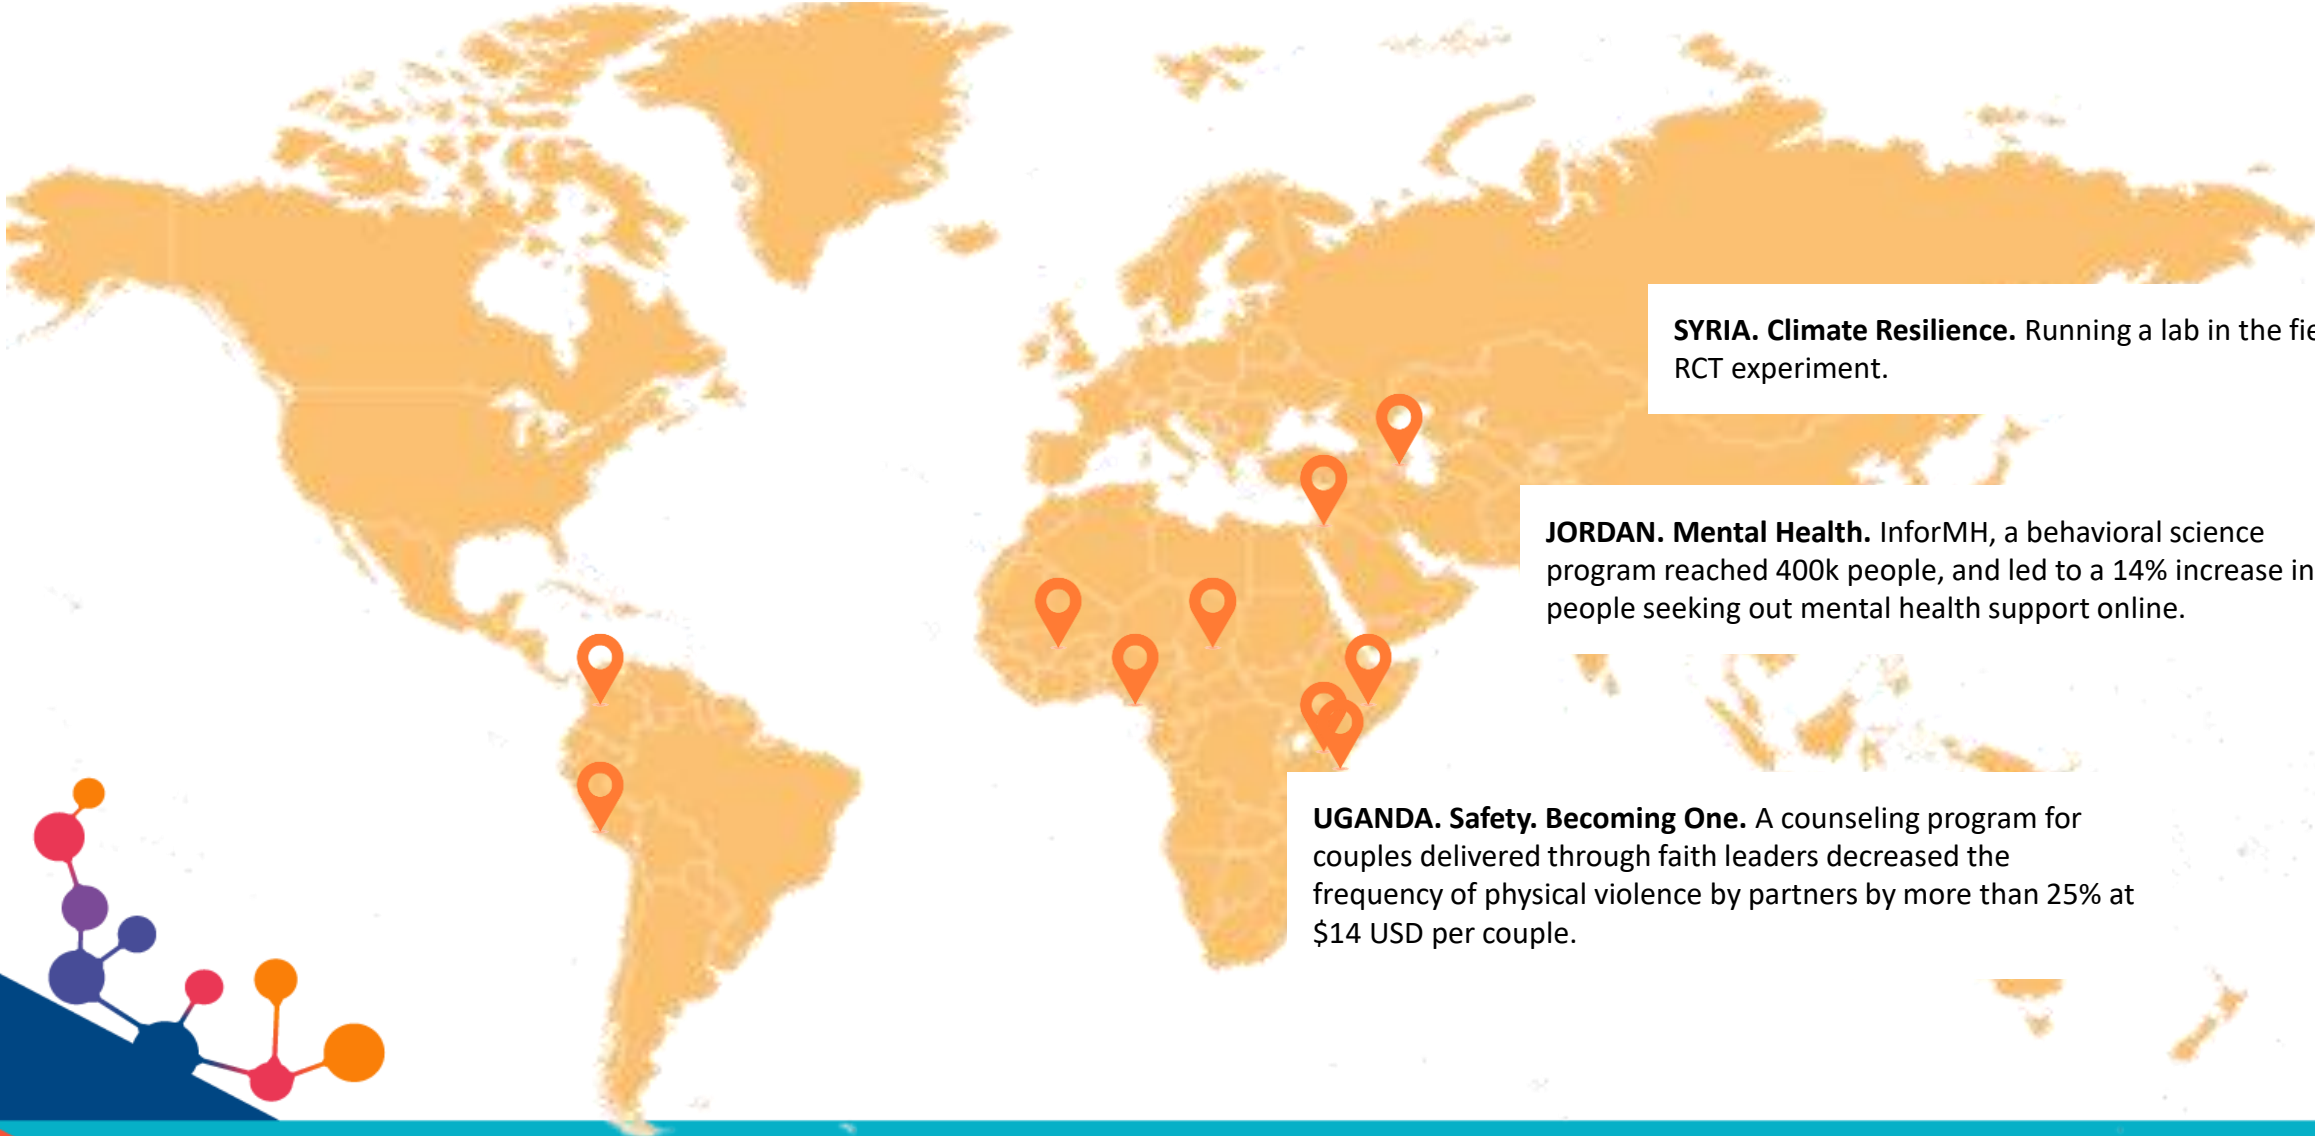 SYRIA. Climate Resilience. Running a lab in the fie
RCT experiment.
JORDAN. Mental Health. InforMH, a behavioral science
program reached 400k people, and led to a 14% increase in
people seeking out mental health support online.
UGANDA. Safety. Becoming One. A counseling program for
couples delivered through faith leaders decreased the
frequency of physical violence by partners by more than 25% at
$14 USD per couple.